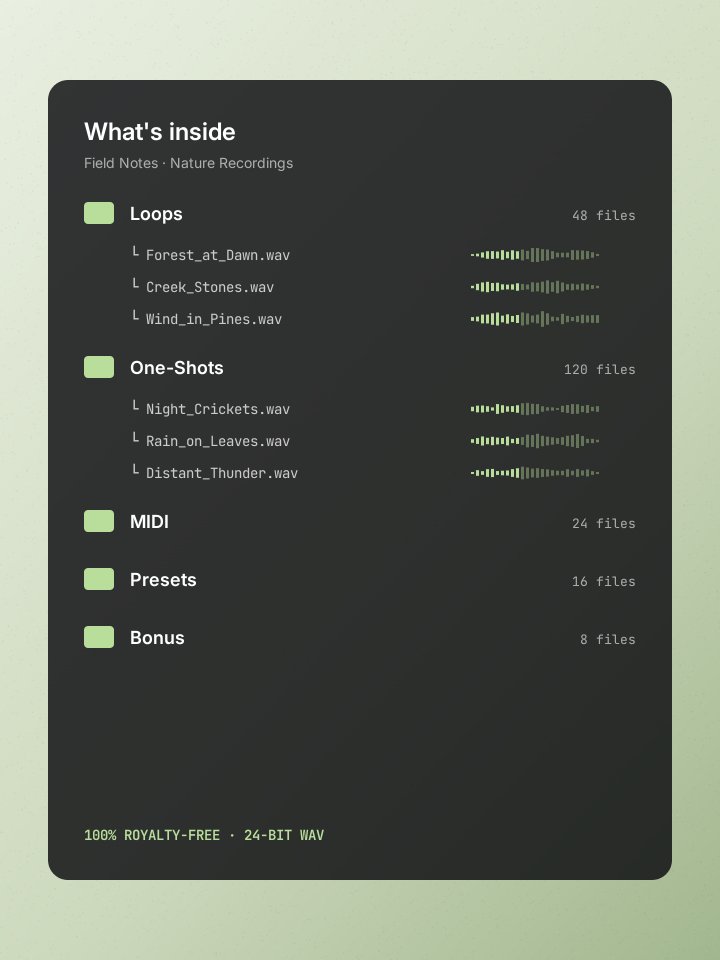 What's inside
Field Notes · Nature Recordings
Loops 48 files
└ Forest_at_Dawn.wav
└ Creek_Stones.wav
└ Wind_in_Pines.wav
One-Shots 120 files
└ Night_Crickets.wav
└ Rain_on_Leaves.wav
└ Distant_Thunder.wav
MIDI 24 files
Presets 16 files
Bonus 8 files
100% ROYALTY-FREE · 24-BIT WAV